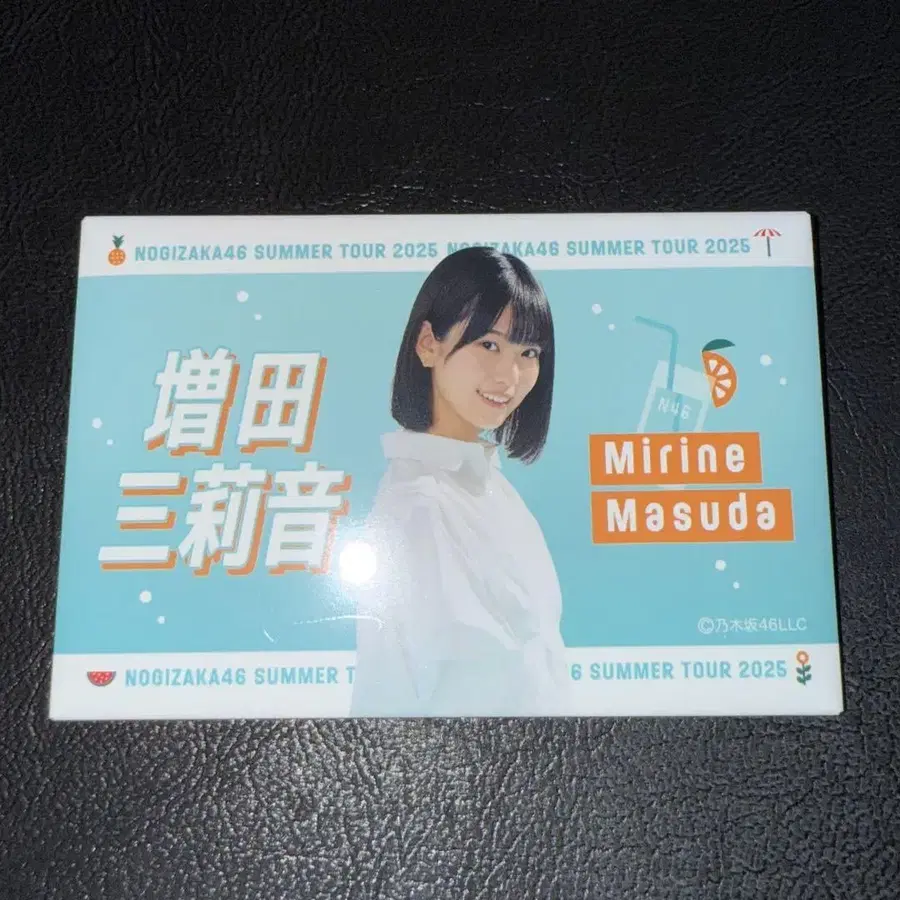 NOGIZAKA46 SUMMER TOUR 2025 NOGIZAKA46 SUMMER TOUR 2025
増田
三莉音
N46
Mirine
Masuda
©乃木坂46LLC
NOGIZAKA46 SUMMER T 6 SUMMER TOUR 2025